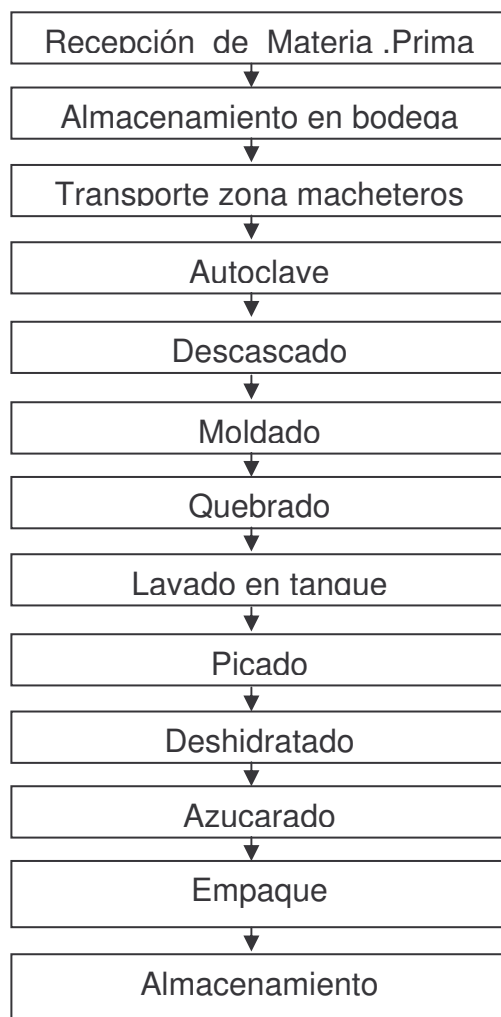 Recepción de Materia .Prima
Almacenamiento en bodega
Transporte zona macheteros
Autoclave
Descascado
Moldado
Quebrado
Lavado en tanque
Picado
Deshidratado
Azucarado
Empaque
Almacenamiento